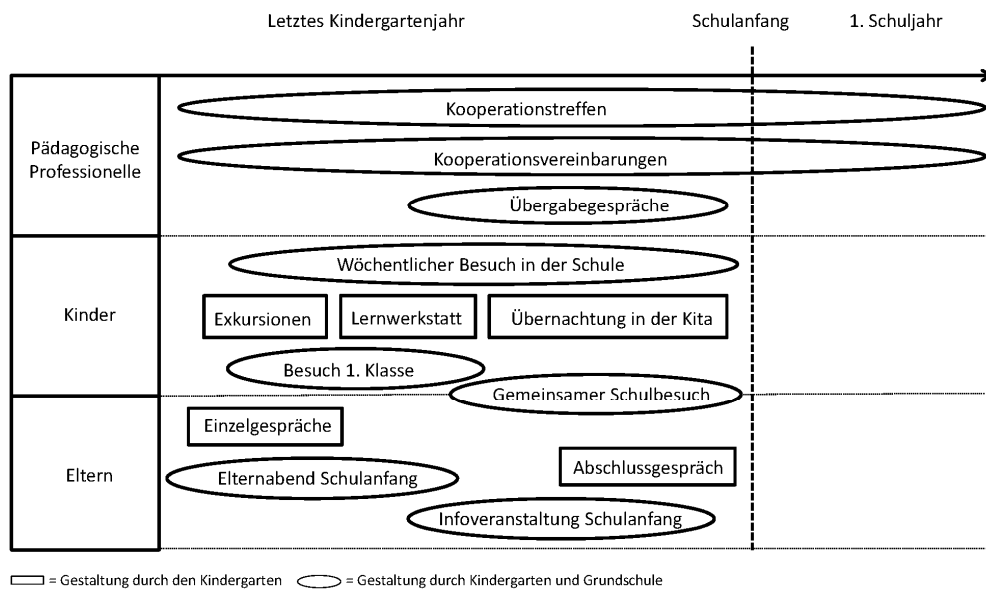 Letztes Kindergartenjahr
Schulanfang
1. Schuljahr
Pädagogische
Professionelle
Kooperationstreffen
Kooperationsvereinbarungen
Übergabegespräche
Kinder
Wöchentlicher Besuch in der Schule
Exkursionen
Lernwerkstatt
Übernachtung in der Kita
Besuch 1. Klasse
Gemeinsamer Schulbesuch
Eltern
Einzelgespräche
Abschlussgespräch
Elternabend Schulanfang
Infoveranstaltung Schulanfang
= Gestaltung durch den Kindergarten
= Gestaltung durch Kindergarten und Grundschule